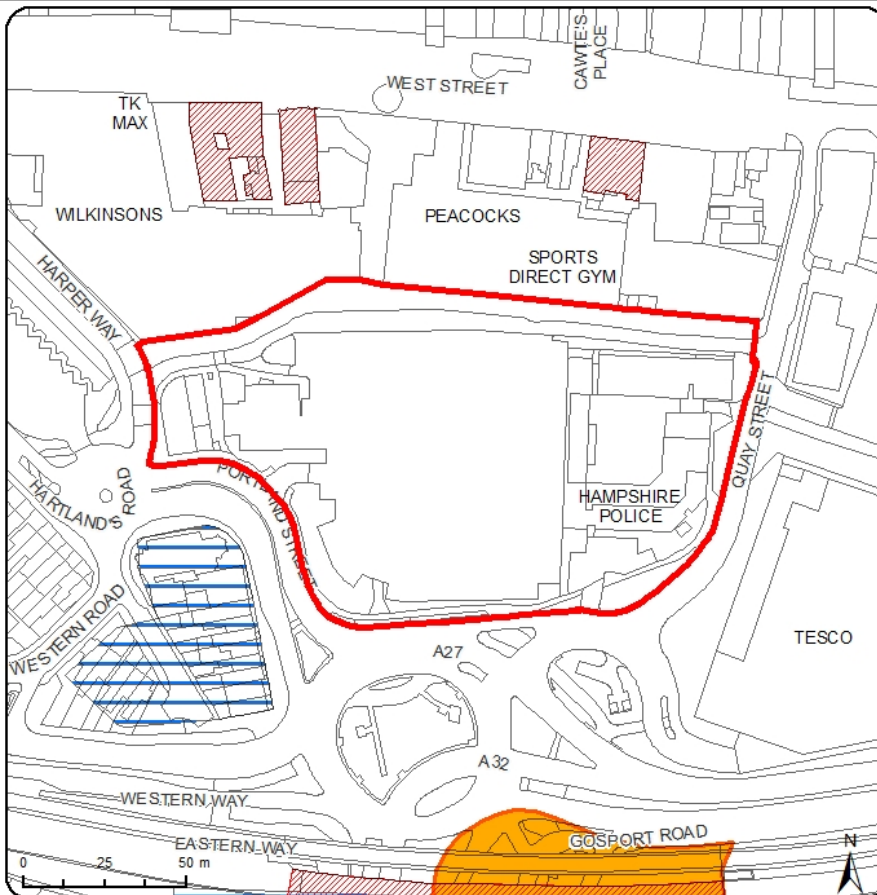 CAWTE'S
PLACE
WEST STREET
TK
MAX
WILKINSONS
PEACOCKS
SPORTS
DIRECT GYM
HARPER WAY
QUAY STREET
HARTLAND'S
ROAD
PORTLAND STREET
HAMPSHIRE
POLICE
WESTERN ROAD
A27
TESCO
A32
WESTERN WAY
GOSPORT ROAD
EASTERN WAY
N
0 25 50 m